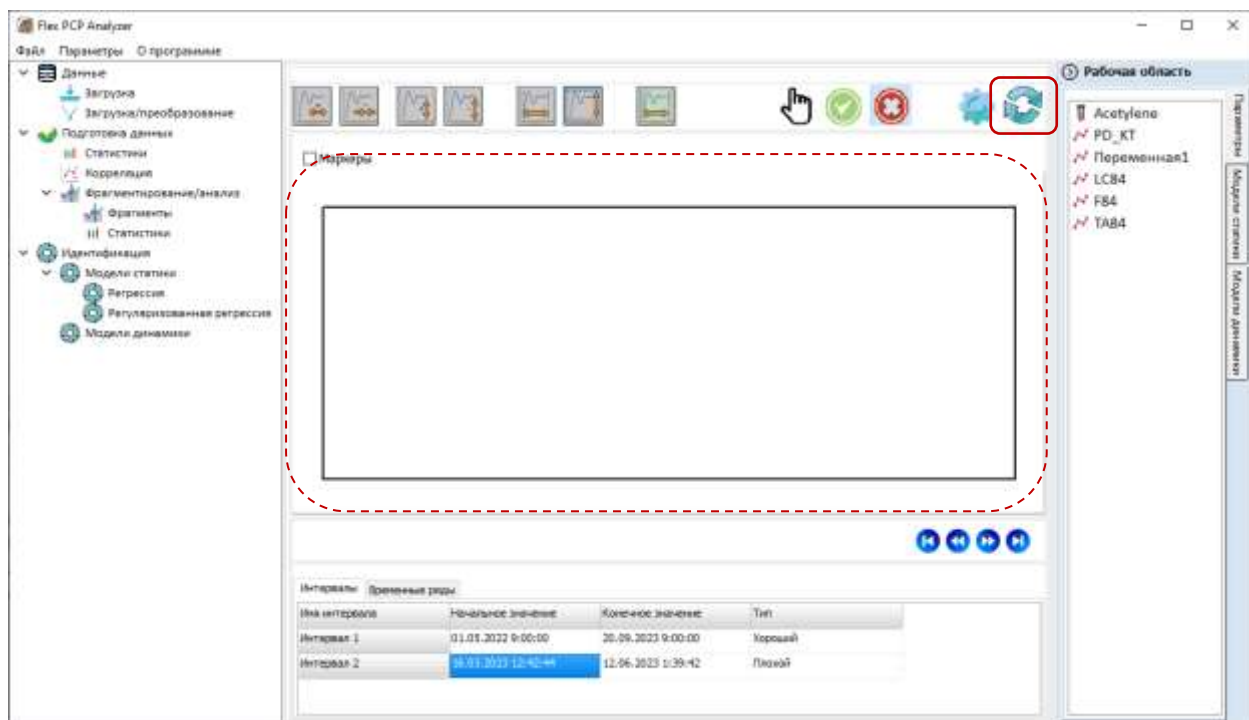 Flex PCP Analyzer
Файл Параметры О программе
Данные
Загрузка
Загрузка/преобразование
Подготовка данных
Статистики
Корреляция
Фрагментирование/анализ
Фрагменты
Статистики
Идентификация
Модели статики
Регрессия
Регуляризованная регрессия
Модели динамики
Маркеры
Интервалы Временные ряды
Имя интервала Начальное значение Конечное значение Тип
Интервал 1 01.05.2022 9:00:00 20.09.2023 9:00:00 Хороший
Интервал 2 12.06.2023 1:39:42 Плохой
Рабочая область
Acetylene
PD_KT
Переменная1
LC84
F84
TA84
Параметры
Модели статики
Модели динамики